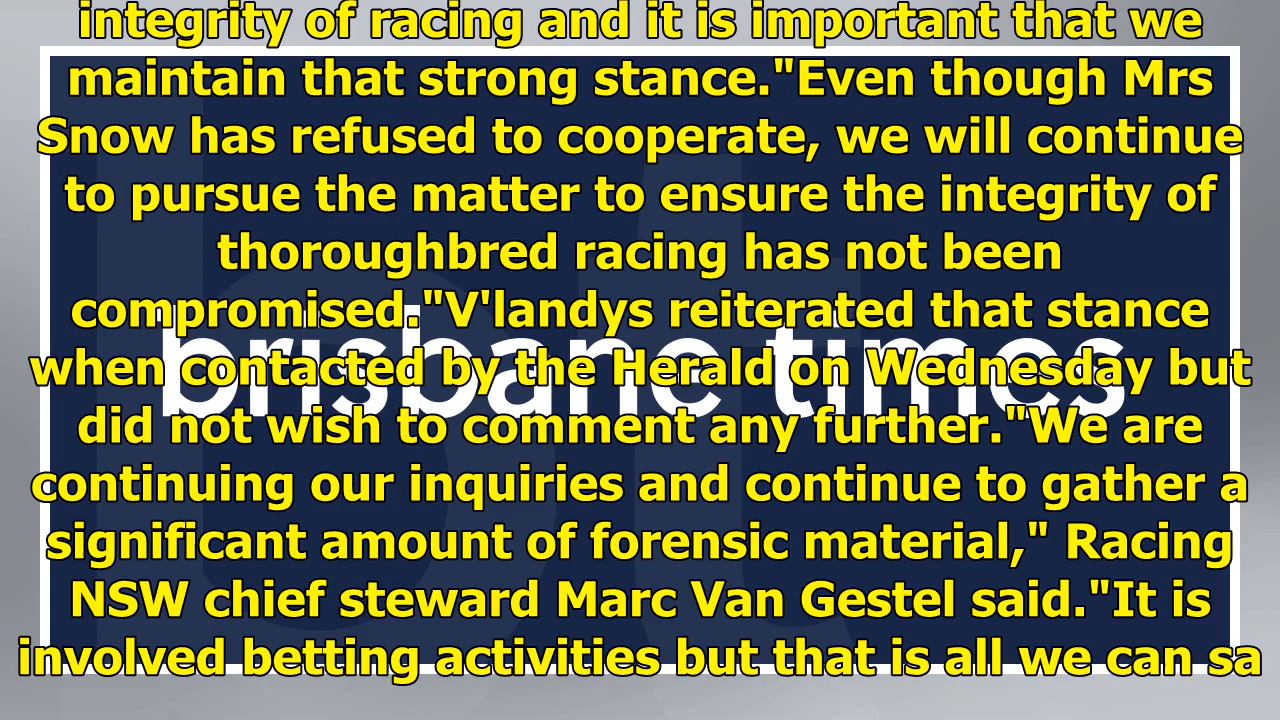 integrity of racing and it is important that we
maintain that strong stance."Even though Mrs
Snow has refused to cooperate, we will continue
to pursue the matter to ensure the integrity of
thoroughbred racing has not been
compromised."V'landys reiterated that stance
when contacted by the Herald on Wednesday but
brisbane times
did not wish to comment any further."We are
continuing our inquiries and continue to gather a
significant amount of forensic material," Racing
NSW chief steward Marc Van Gestel said."It is
involved betting activities but that is all we can sa